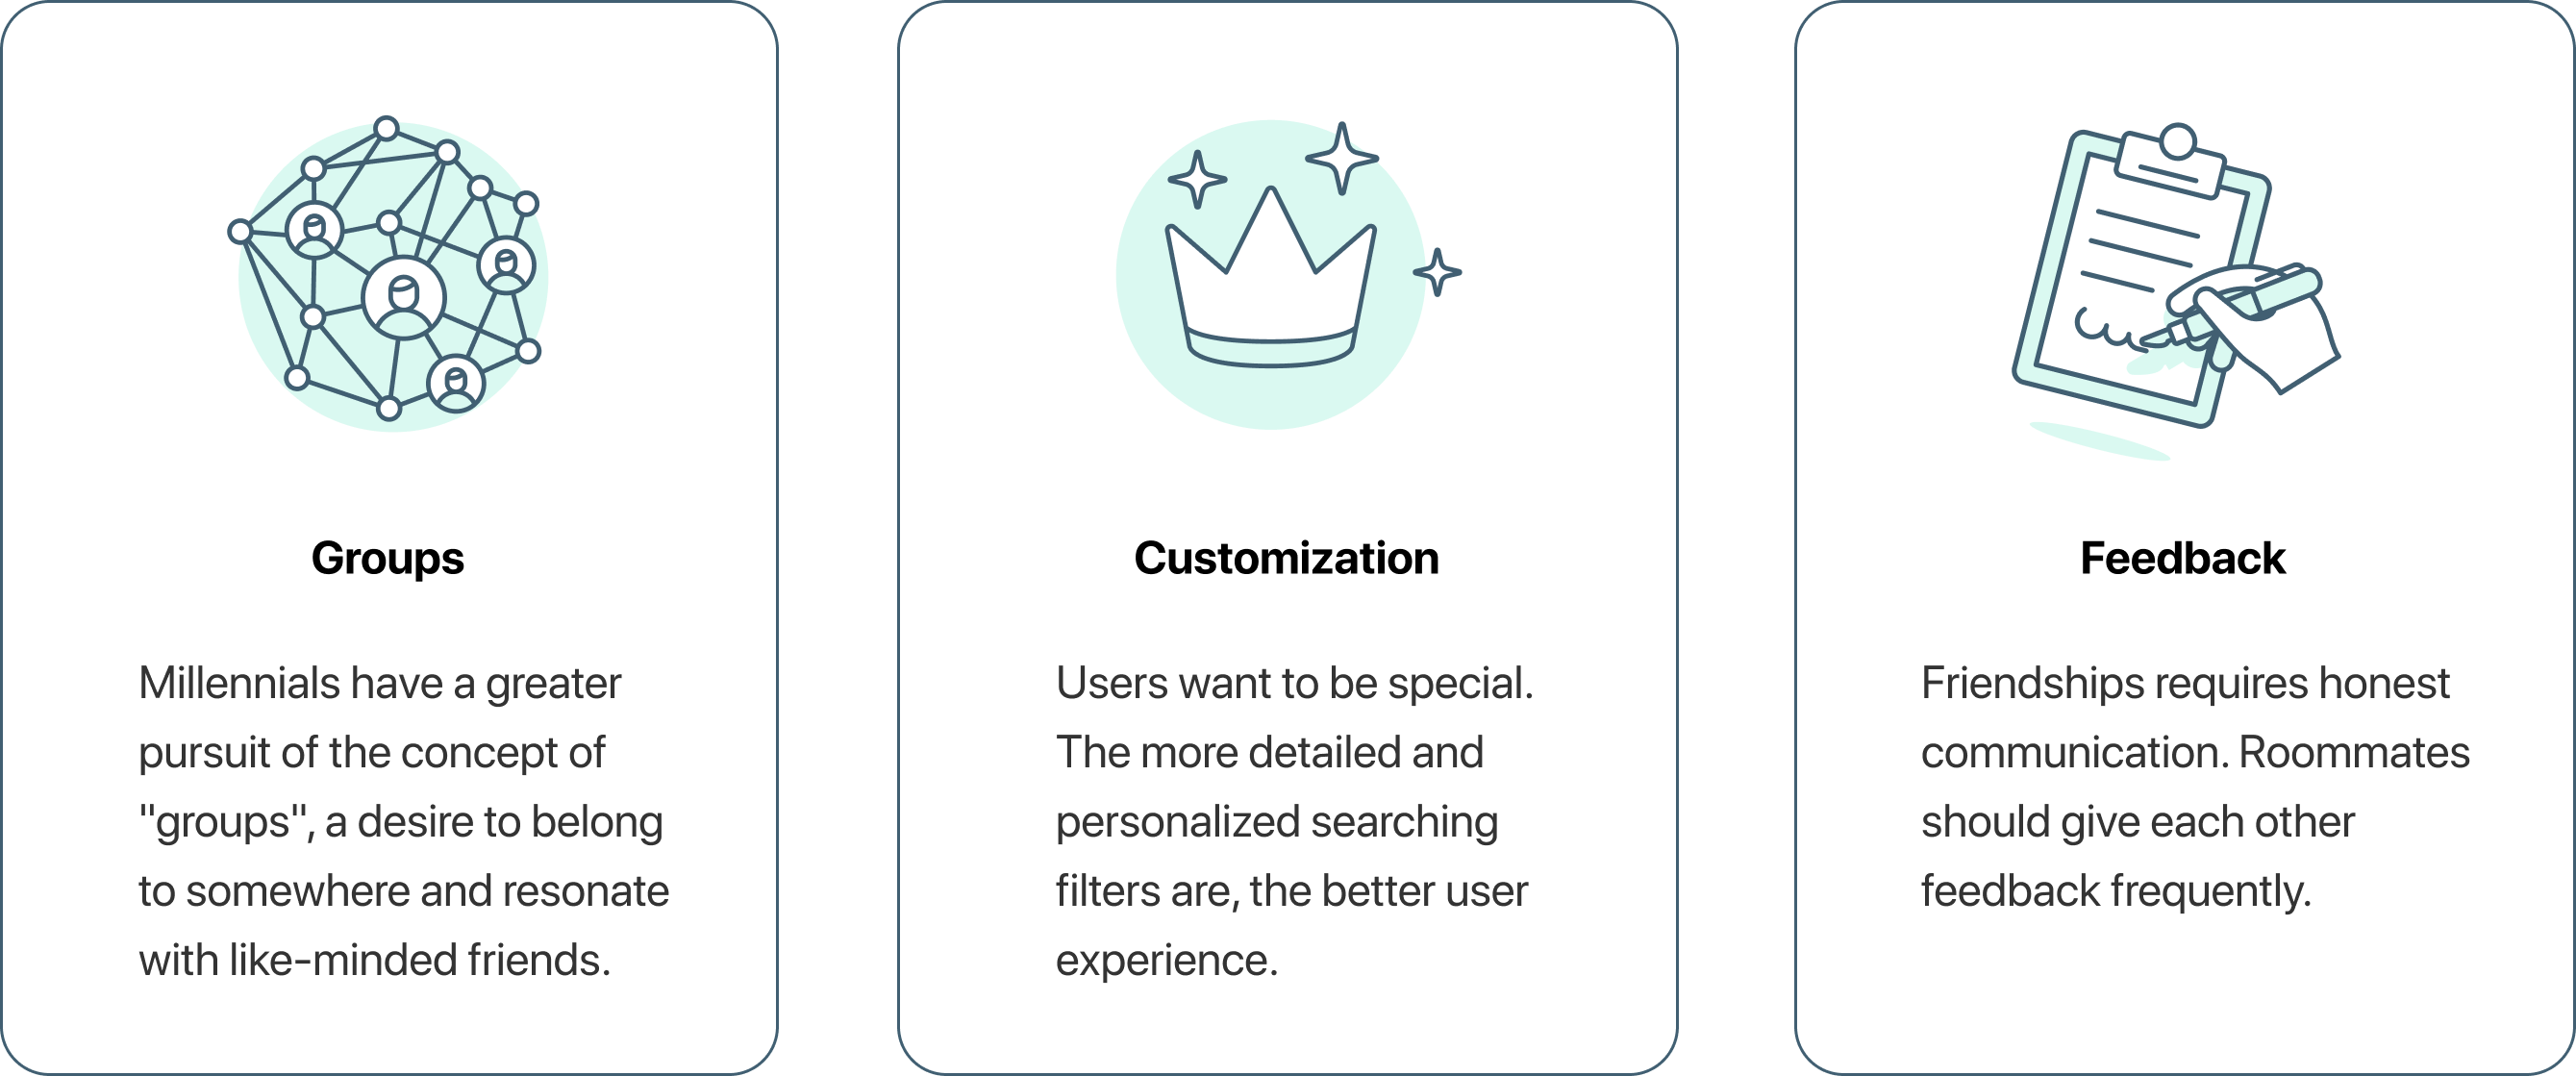 Groups
Millennials have a greater
pursuit of the concept of
"groups", a desire to belong
to somewhere and resonate
with like-minded friends.
Customization
Users want to be special.
The more detailed and
personalized searching
filters are, the better user
experience.
Feedback
Friendships requires honest
communication. Roommates
should give each other
feedback frequently.